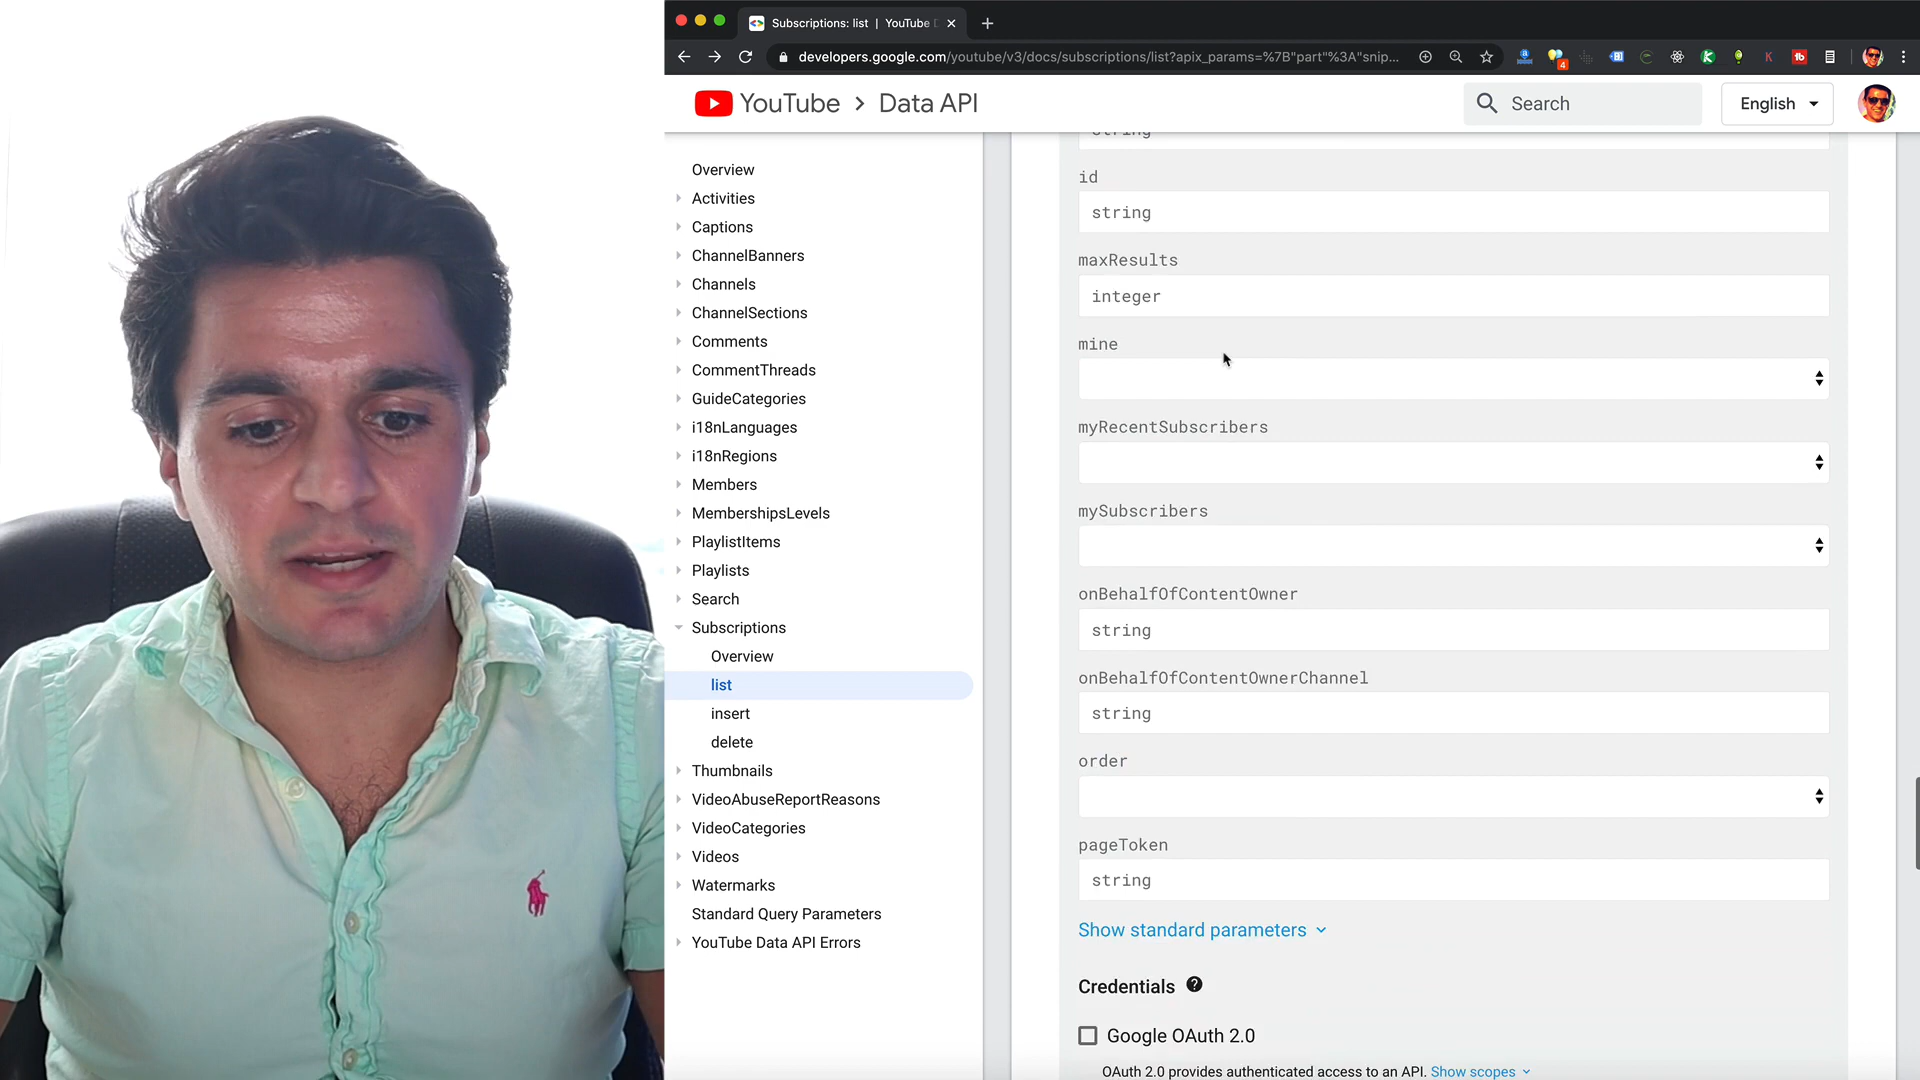 Subscriptions: list | YouTube D
developers.google.com/youtube/v3/docs/subscriptions/list?apix_params=%7B"part"%3A"snip...
4
YouTube > Data API
Search
English
Overview
Activities
Captions
ChannelBanners
Channels
ChannelSections
Comments
CommentThreads
GuideCategories
i18nLanguages
i18nRegions
Members
MembershipsLevels
PlaylistItems
Playlists
Search
Subscriptions
Overview
list
insert
delete
Thumbnails
VideoAbuseReportReasons
VideoCategories
Videos
Watermarks
Standard Query Parameters
YouTube Data API Errors
string
id
string
maxResults
integer
mine
myRecentSubscribers
mySubscribers
onBehalfOfContentOwner
string
onBehalfOfContentOwnerChannel
string
order
pageToken
string
Show standard parameters
Credentials
Google OAuth 2.0
OAuth 2.0 provides authenticated access to an API. Show scopes